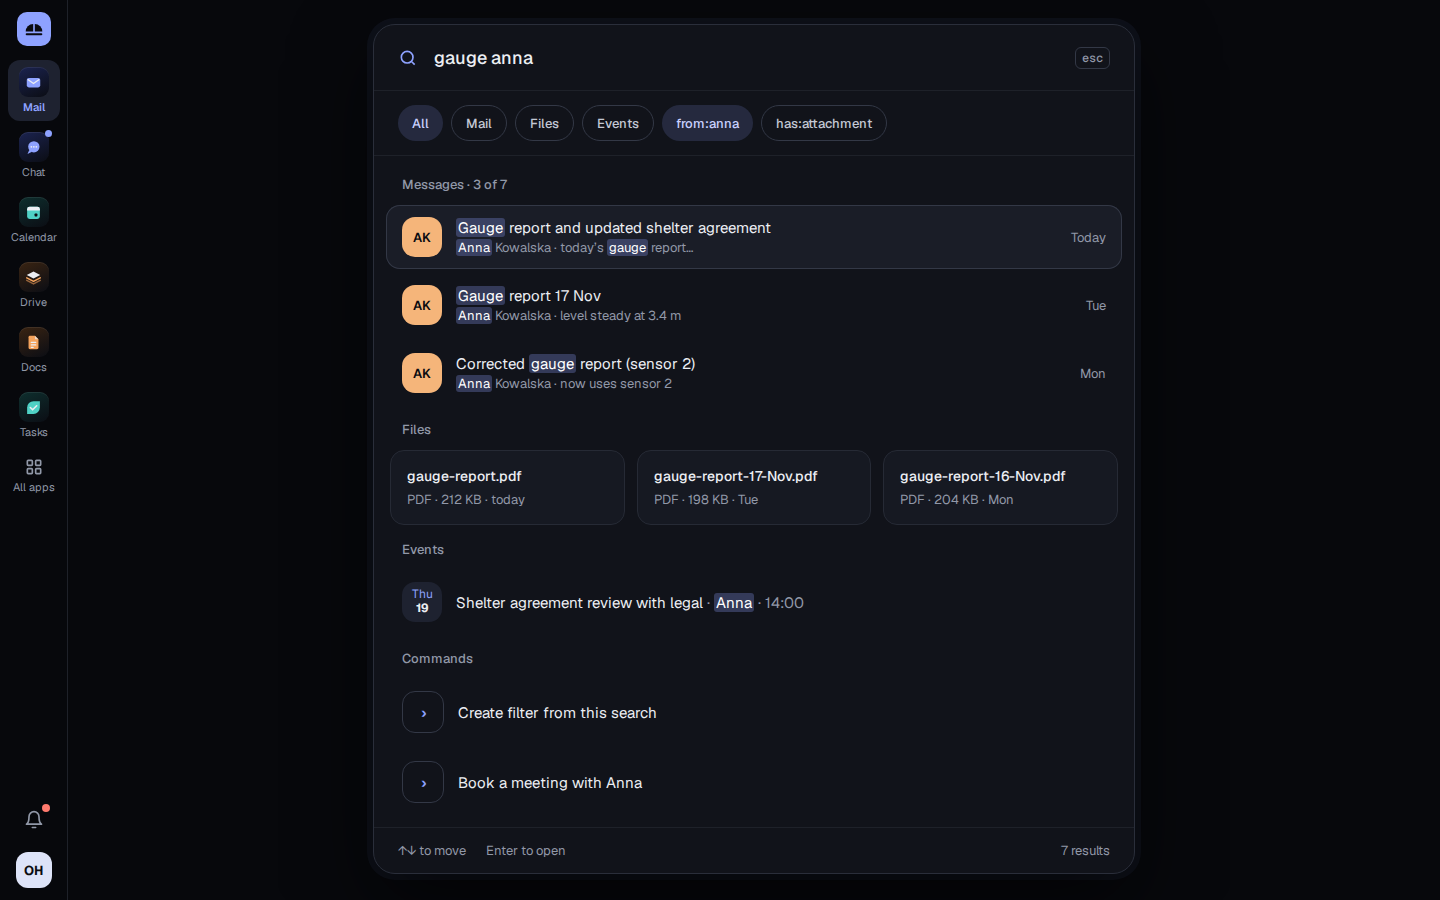 gauge anna
esc
All
Mail
Files
Events
from:anna
has:attachment
Mail
Chat
Calendar
Drive
Docs
Tasks
All apps
OH
Messages · 3 of 7
AK
Gauge report and updated shelter agreement
Anna Kowalska · today's gauge report…
Today
AK
Gauge report 17 Nov
Anna Kowalska · level steady at 3.4 m
Tue
AK
Corrected gauge report (sensor 2)
Anna Kowalska · now uses sensor 2
Mon
Files
gauge-report.pdf
PDF · 212 KB · today
gauge-report-17-Nov.pdf
PDF · 198 KB · Tue
gauge-report-16-Nov.pdf
PDF · 204 KB · Mon
Events
Thu
19
Shelter agreement review with legal · Anna · 14:00
Commands
› Create filter from this search
› Book a meeting with Anna
↑↓ to move
Enter to open
7 results